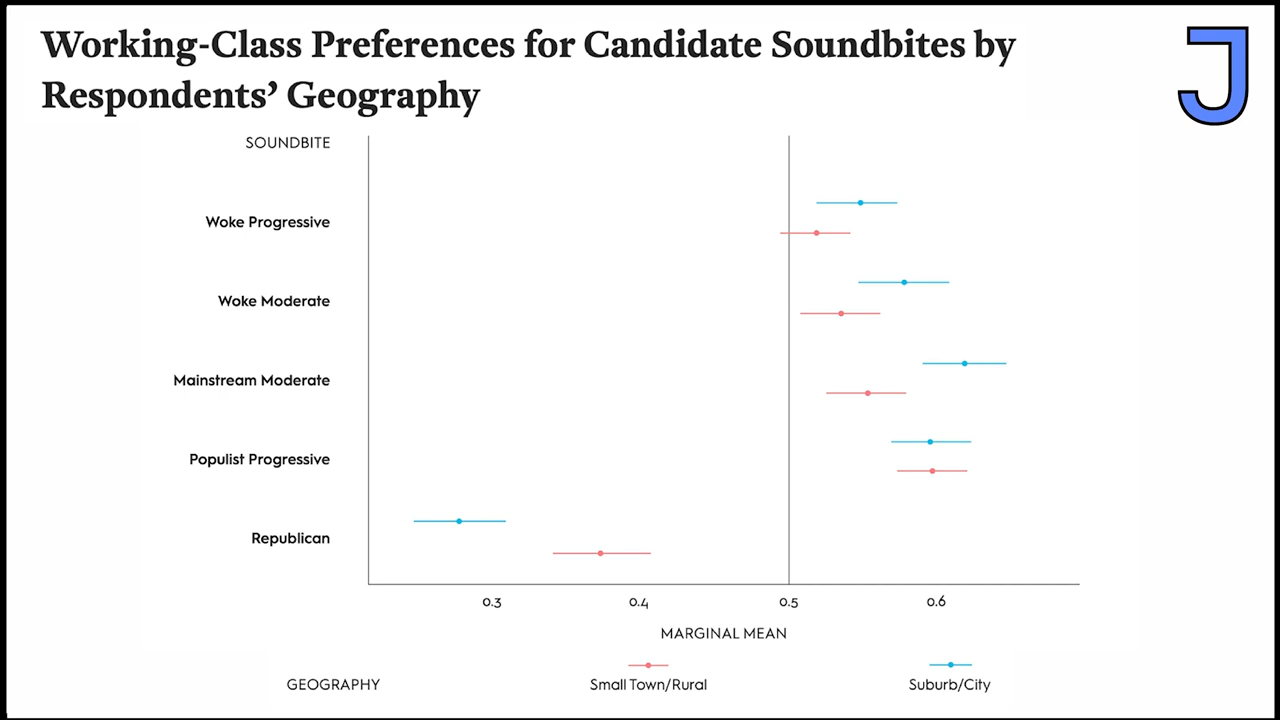 Working-Class Preferences for Candidate Soundbites by
Respondents’ Geography
J
SOUNDBITE
Woke Progressive
Woke Moderate
Mainstream Moderate
Populist Progressive
Republican
0.3 0.4 0.5 0.6
MARGINAL MEAN
GEOGRAPHY Small Town/Rural Suburb/City